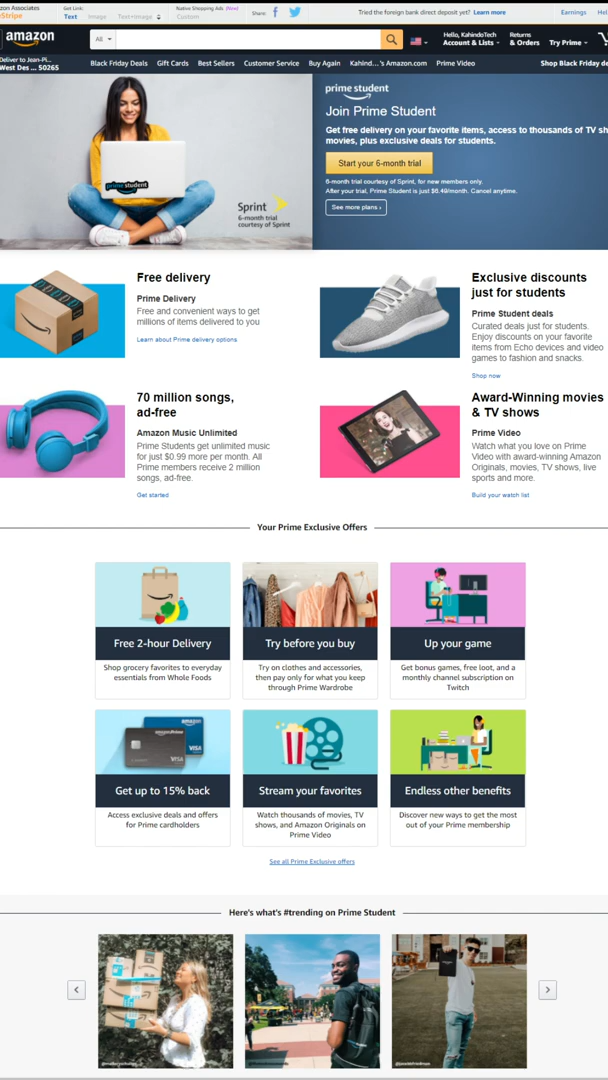 zon Associates
Stripe
Get Link:
Text
Image
Text+Image
Native Shopping Ads (New)
Custom
Share:
Tried the foreign bank direct deposit yet? Learn more
Earnings
Hel
amazon
All
Hello, KahindoTech
Account & Lists
Returns
& Orders
Try Prime
Deliver to Jean-Pi...
West Des ... 50265
Black Friday Deals
Gift Cards
Best Sellers
Customer Service
Buy Again
Kahind...'s Amazon.com
Prime Video
Shop Black Friday de
prime student
Sprint
6-month trial
courtesy of Sprint
prime student
Join Prime Student
Get free delivery on your favorite items, access to thousands of TV sh
movies, plus exclusive deals for students.
Start your 6-month trial
6-month trial courtesy of Sprint, for new members only.
After your trial, Prime Student is just $6.49/month. Cancel anytime.
See more plans ›
Free delivery
Prime Delivery
Free and convenient ways to get
millions of items delivered to you
Learn about Prime delivery options
Exclusive discounts
just for students
Prime Student deals
Curated deals just for students.
Enjoy discounts on your favorite
items from Echo devices and video
games to fashion and snacks.
Shop now
70 million songs,
ad-free
Amazon Music Unlimited
Prime Students get unlimited music
for just $0.99 more per month. All
Prime members receive 2 million
songs, ad-free.
Get started
Award-Winning movies
& TV shows
Prime Video
Watch what you love on Prime
Video with award-winning Amazon
Originals, movies, TV shows, live
sports and more.
Build your watch list
Your Prime Exclusive Offers
Free 2-hour Delivery
Shop grocery favorites to everyday
essentials from Whole Foods
Try before you buy
Try on clothes and accessories,
then pay only for what you keep
through Prime Wardrobe
Up your game
Get bonus games, free loot, and a
monthly channel subscription on
Twitch
amazon
amazonPrime
VISA
VISA
Get up to 15% back
Access exclusive deals and offers
for Prime cardholders
Stream your favorites
Watch thousands of movies, TV
shows, and Amazon Originals on
Prime Video
Endless other benefits
Discover new ways to get the most
out of your Prime membership
See all Prime Exclusive offers
Here's what's #trending on Prime Student